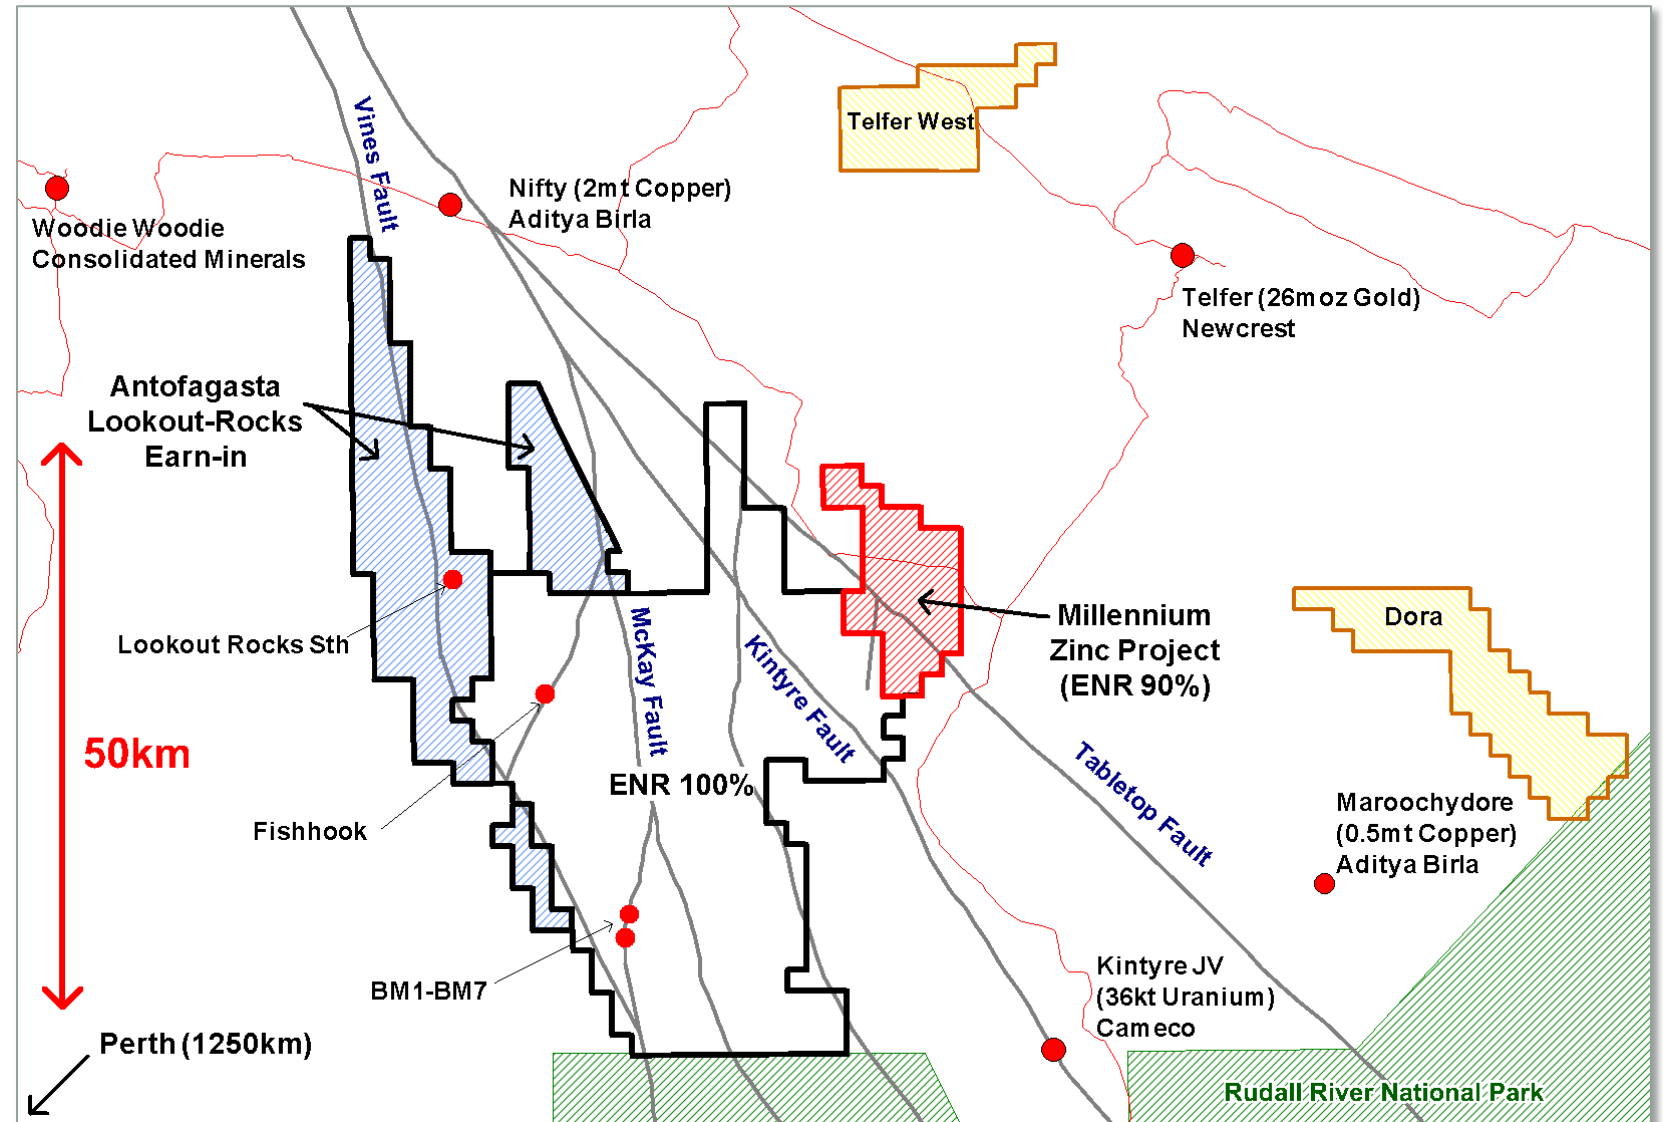 Telfer West
Vines Fault
Nifty (2mt Copper)
Aditya Birla
Woodie Woodie
Consolidated Minerals
Telfer (26moz Gold)
Newcrest
Antofagasta
Lookout-Rocks
Earn-in
Millennium
Zinc Project
(ENR 90%)
Dora
Lookout Rocks Sth
McKay Fault
Kintyre Fault
50km
ENR 100%
Tabletop Fault
Fishhook
Maroochydore
(0.5mt Copper)
Aditya Birla
BM1-BM7
Kintyre JV
(36kt Uranium)
Cameco
Perth (1250km)
Rudall River National Park